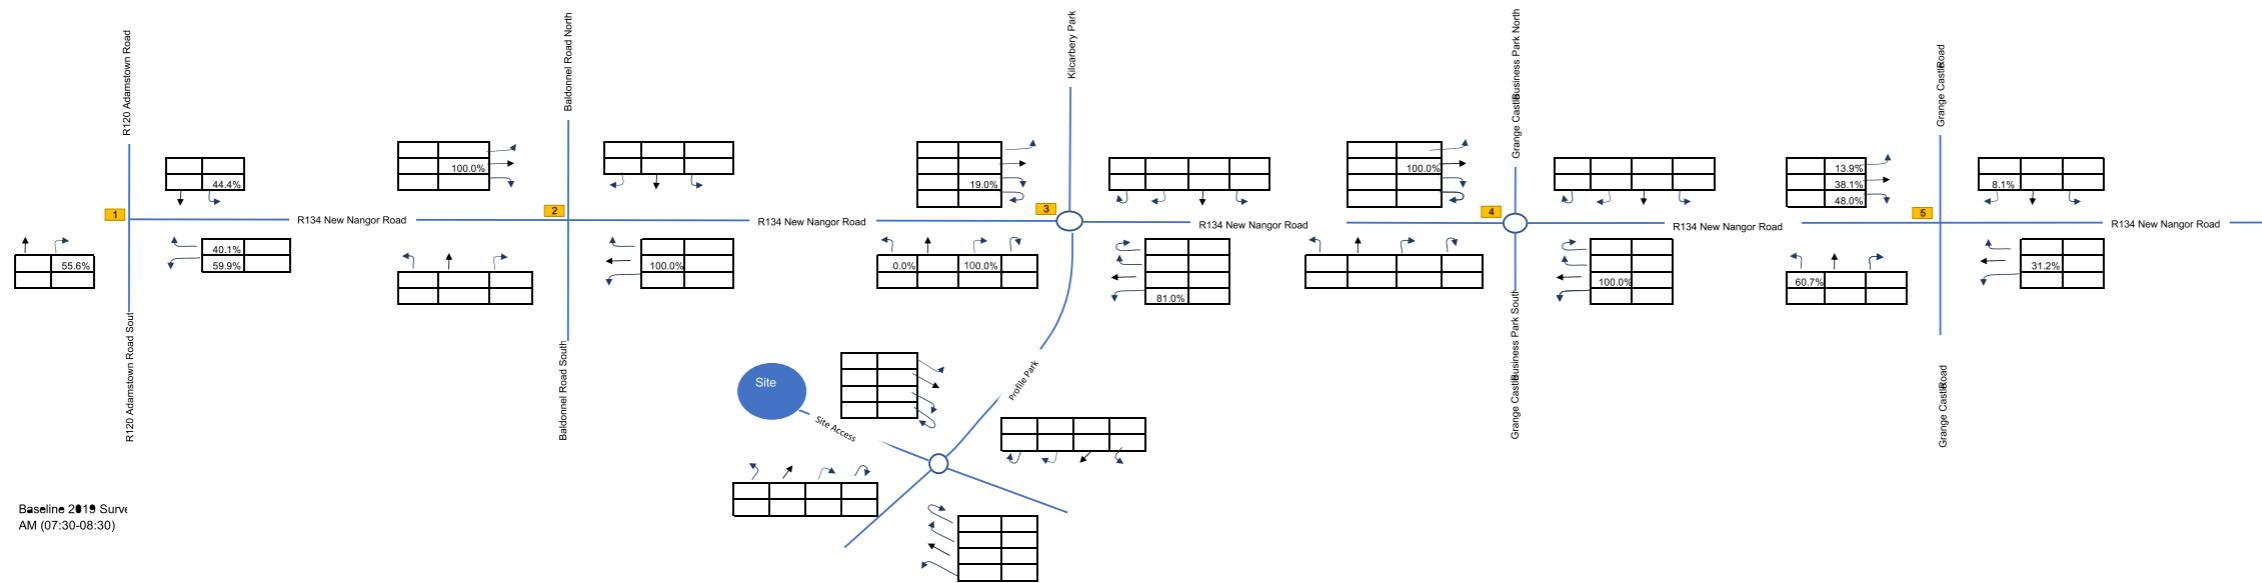 R120 Adamstown Road
Baldonnel Road North
Kilcarbery Park
Grange Castle Business Park North
Grange Castle Road
44.4%
100.0%
19.0%
100.0%
13.9%
38.1%
48.0%
8.1%
1
R134 New Nangor Road
2
R134 New Nangor Road
3
R134 New Nangor Road
4
R134 New Nangor Road
5
R134 New Nangor Road
55.6%
40.1%
59.9%
100.0%
0.0%
100.0%
81.0%
100.0%
60.7%
31.2%
R120 Adamstown Road Sout
Baldonnel Road South
Site
Site Access
Profile Park
Grange Castle Business Park South
Grange Castle Road
Baseline 2019 Surve
AM (07:30-08:30)